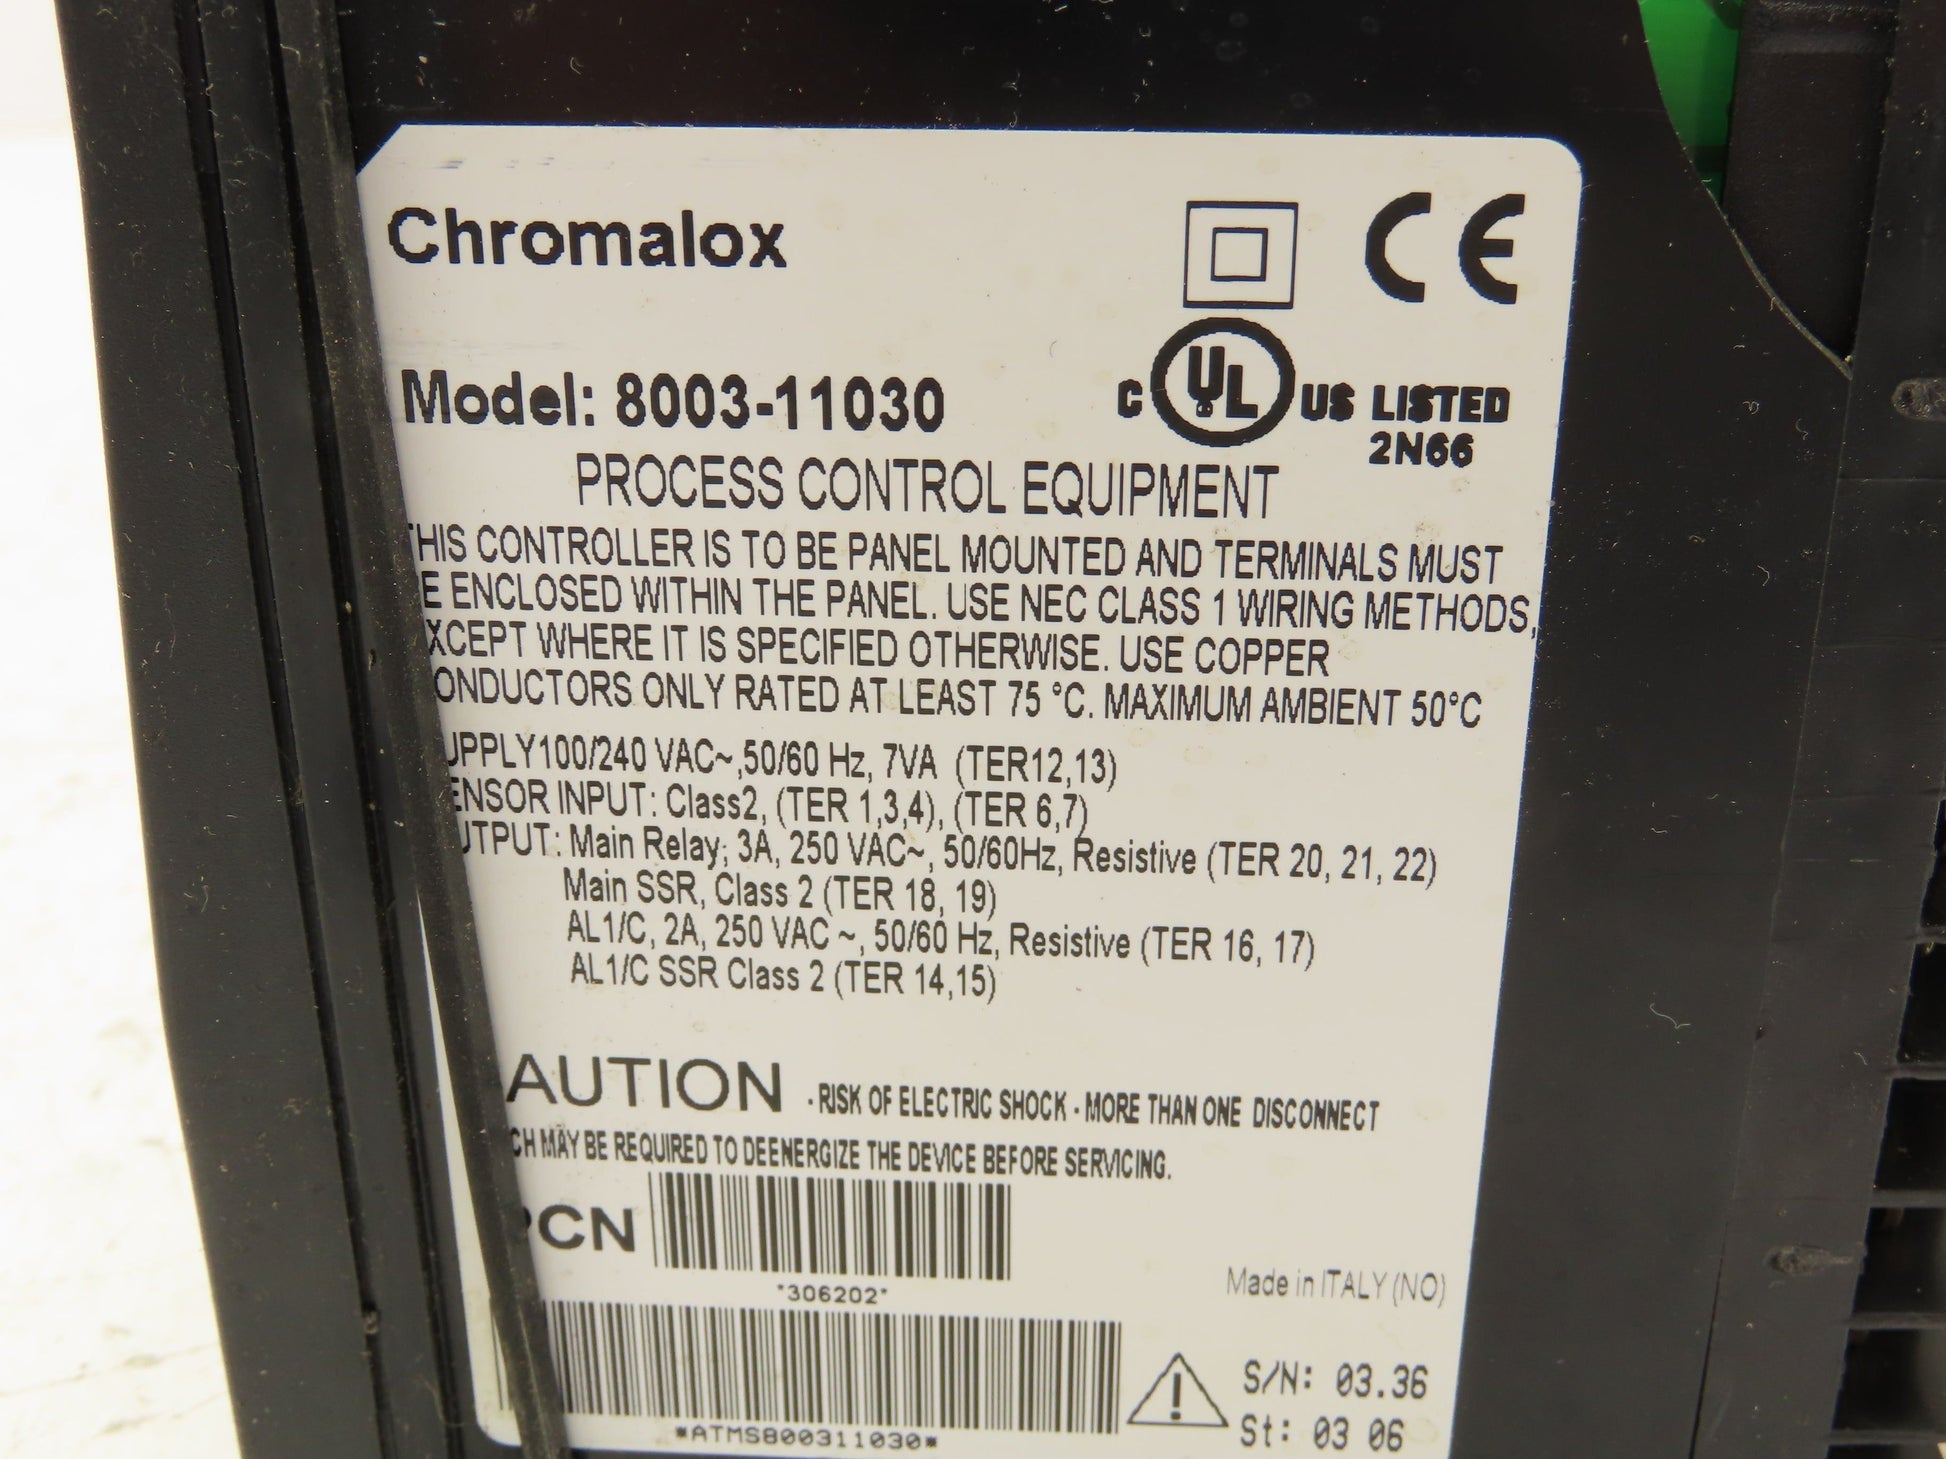 Chromalox
CE
Model: 8003-11030
C UL US LISTED
2N66
PROCESS CONTROL EQUIPMENT
HIS CONTROLLER IS TO BE PANEL MOUNTED AND TERMINALS MUST
E ENCLOSED WITHIN THE PANEL. USE NEC CLASS 1 WIRING METHODS,
XCEPT WHERE IT IS SPECIFIED OTHERWISE. USE COPPER
ONDUCTORS ONLY RATED AT LEAST 75 °C. MAXIMUM AMBIENT 50°C
UPPLY100/240 VAC~,50/60 Hz, 7VA (TER12,13)
ENSOR INPUT: Class2, (TER 1,3,4), (TER 6,7)
UTPUT: Main Relay; 3A, 250 VAC~, 50/60Hz, Resistive (TER 20, 21, 22)
Main SSR, Class 2 (TER 18, 19)
AL1/C, 2A, 250 VAC ~, 50/60 Hz, Resistive (TER 16, 17)
AL1/C SSR Class 2 (TER 14,15)
AUTION - RISK OF ELECTRIC SHOCK - MORE THAN ONE DISCONNECT
CH MAY BE REQUIRED TO DEENERGIZE THE DEVICE BEFORE SERVICING.
PCN
*306202*
Made in ITALY (NO)
S/N: 03.36
St: 03 06
*ATMS800311030*